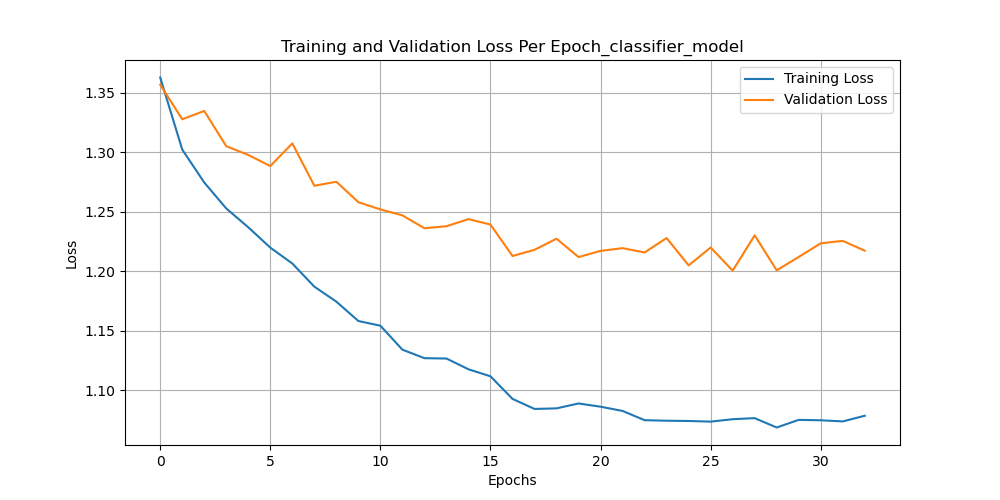 Training and Validation Loss Per Epoch_classifier_model
Training Loss
Validation Loss
1.35
1.30
1.25
1.20
1.15
1.10
Loss
0 5 10 15 20 25 30
Epochs